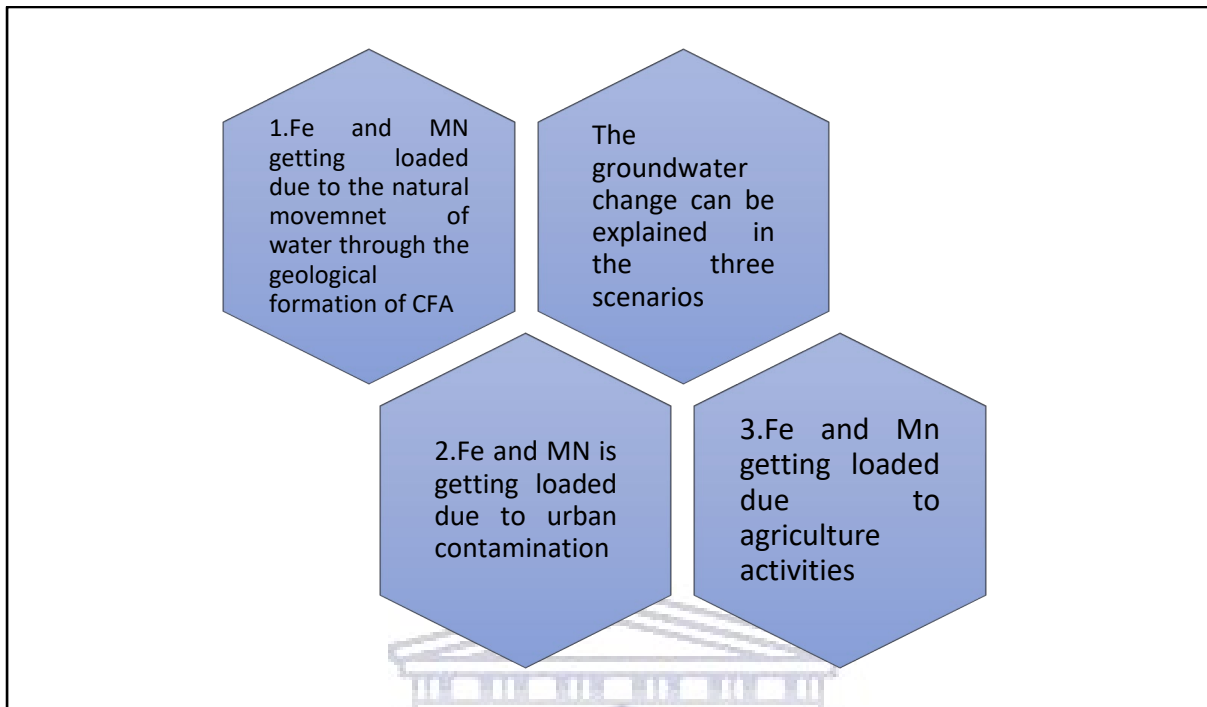 1.Fe and MN
getting loaded
due to the natural
movemnet of
water through the
geological
formation of CFA
The
groundwater
change can be
explained in
the three
scenarios
2.Fe and MN is
getting loaded
due to urban
contamination
3.Fe and Mn
getting loaded
due to
agriculture
activities